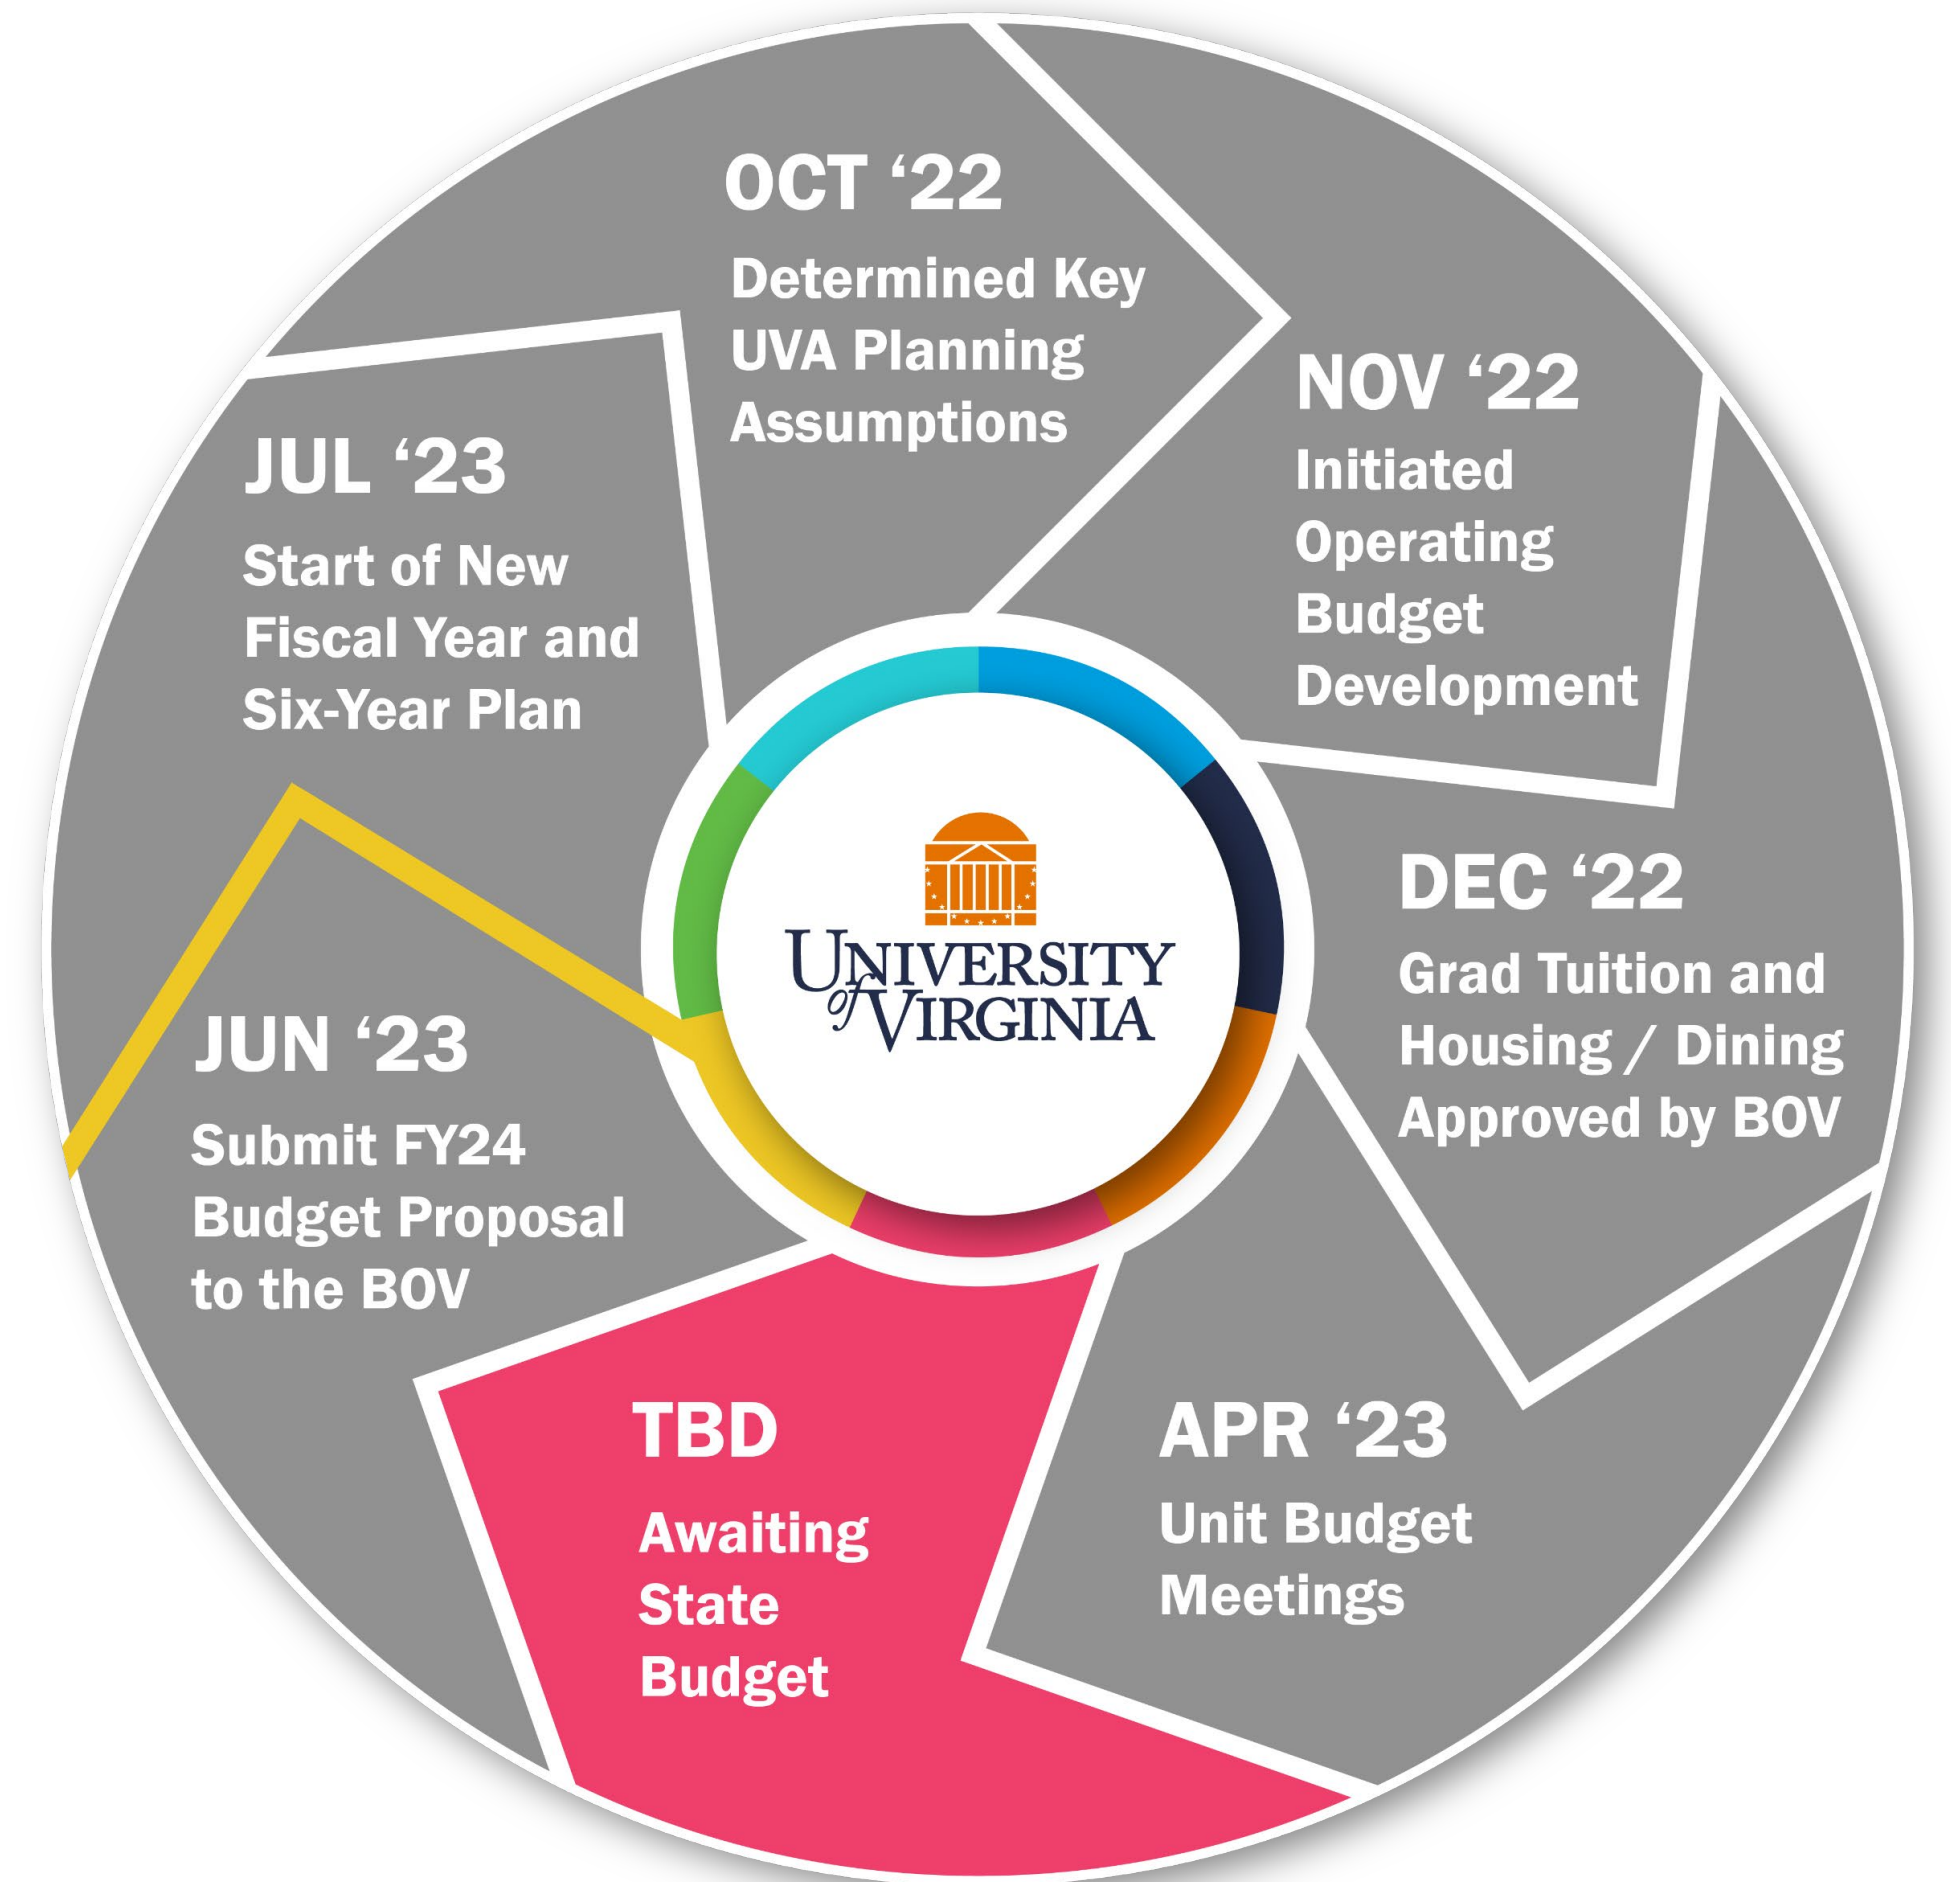 OCT ‘22
Determined Key
UVA Planning
Assumptions
NOV ‘22
Initiated
Operating
Budget
Development
DEC ‘22
Grad Tuition and
Housing / Dining
Approved by BOV
APR ‘23
Unit Budget
Meetings
TBD
Awaiting
State
Budget
JUN ‘23
Submit FY24
Budget Proposal
to the BOV
JUL ‘23
Start of New
Fiscal Year and
Six-Year Plan
UNIVERSITY
of VIRGINIA